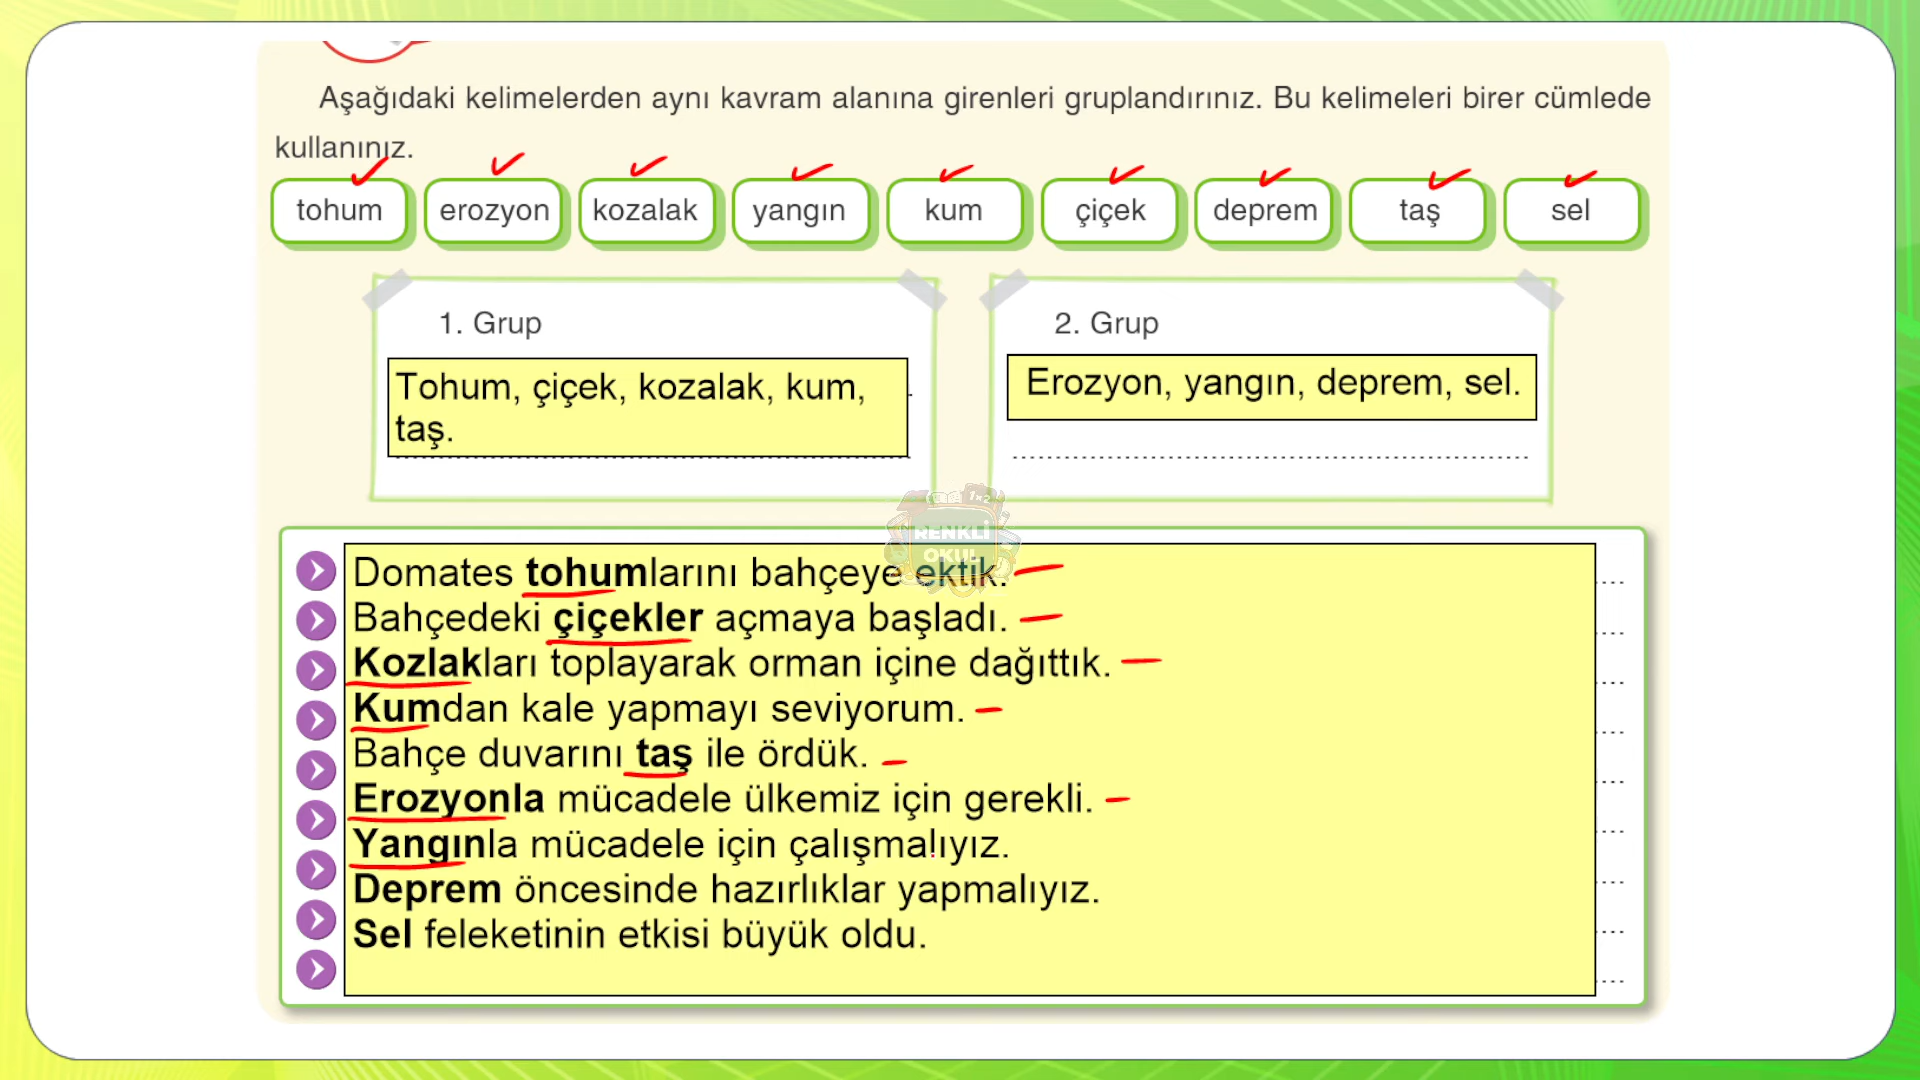 Aşağıdaki kelimelerden aynı kavram alanına girenleri gruplandırınız. Bu kelimeleri birer cümlede
kullanınız.
tohum erozyon kozalak yangın kum çiçek deprem taş sel
1. Grup
Tohum, çiçek, kozalak, kum,
taş.
2. Grup
Erozyon, yangın, deprem, sel.
1x2
RENKLİ
OKUL
Domates tohumlarını bahçeye ektik.
Bahçedeki çiçekler açmaya başladı.
Kozlakları toplayarak orman içine dağıttık.
Kumdan kale yapmayı seviyorum.
Bahçe duvarını taş ile ördük.
Erozyonla mücadele ülkemiz için gerekli.
Yangınla mücadele için çalışmalıyız.
Deprem öncesinde hazırlıklar yapmalıyız.
Sel feleketinin etkisi büyük oldu.